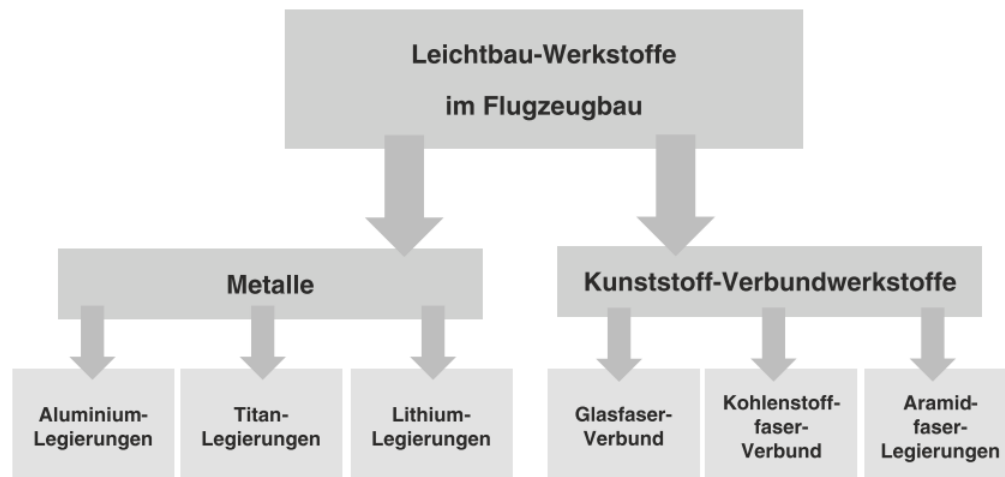 Leichtbau-Werkstoffe
im Flugzeugbau
Metalle
Kunststoff-Verbundwerkstoffe
Aluminium-
Legierungen
Titan-
Legierungen
Lithium-
Legierungen
Glasfaser-
Verbund
Kohlenstoff-
faser-
Verbund
Aramid-
faser-
Legierungen